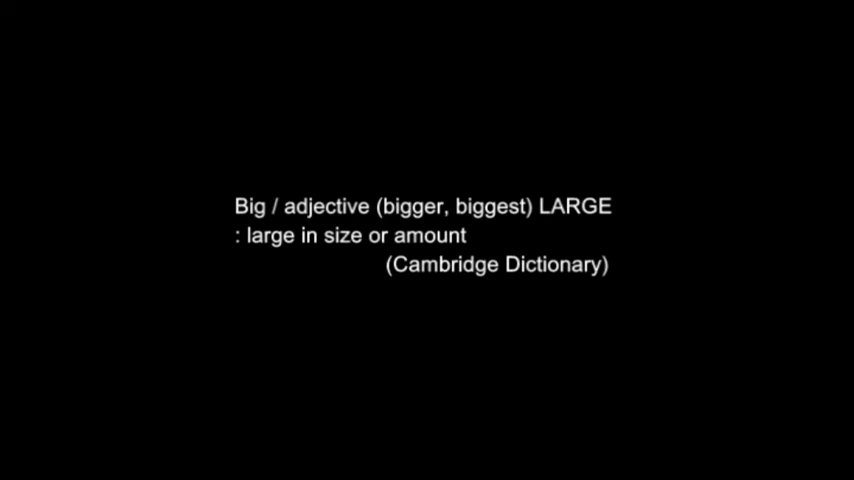 Big / adjective (bigger, biggest) LARGE
: large in size or amount
(Cambridge Dictionary)